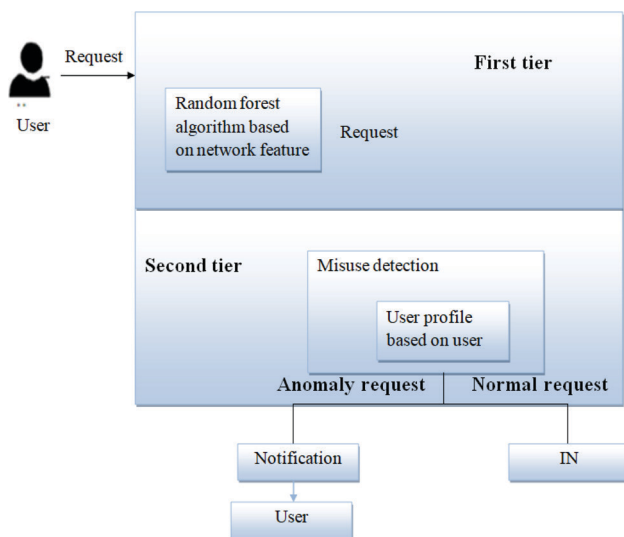 Request
User
First tier
Random forest
algorithm based
on network feature
Request
Second tier
Misuse detection
User profile
based on user
Anomaly request
Normal request
Notification
IN
User